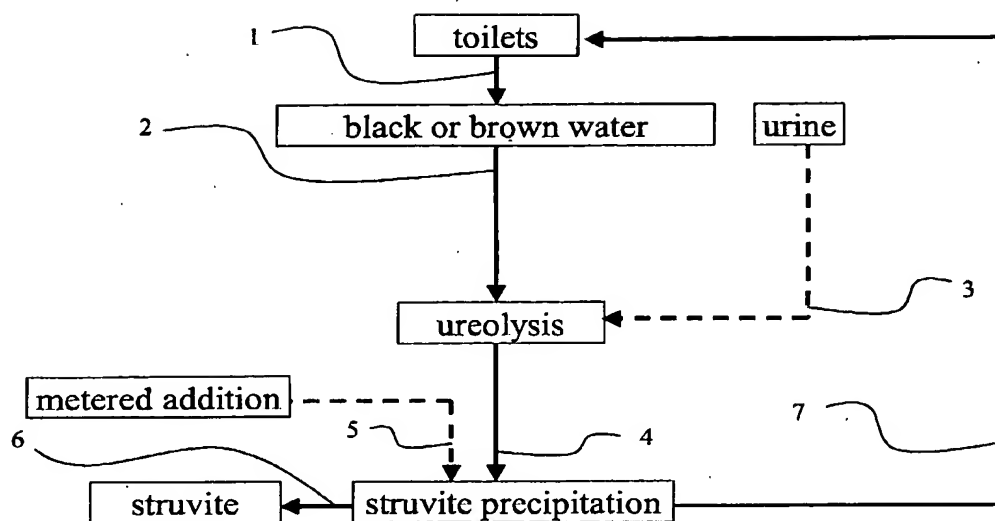 toilets
1
black or brown water
urine
2
3
ureolysis
metered addition
7
5
4
6
struvite
struvite precipitation